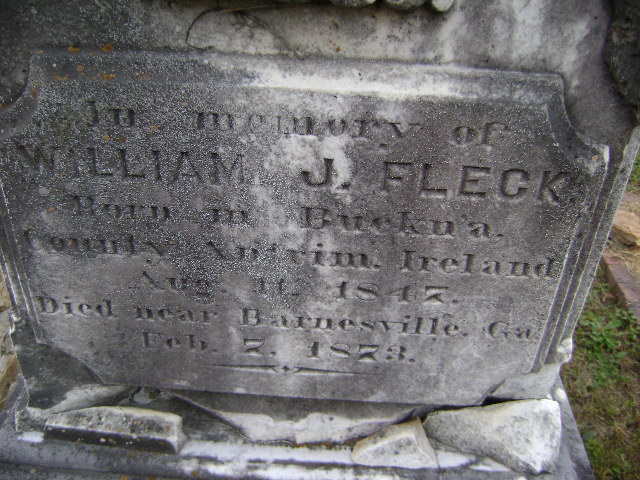 In memory of
WILLIAM J. FLECK.
Born in Buckn'a.
County Antrim. Ireland
Aug. 11. 1847.
Died near Barnesville. Ga.
Feb. 7. 1873.